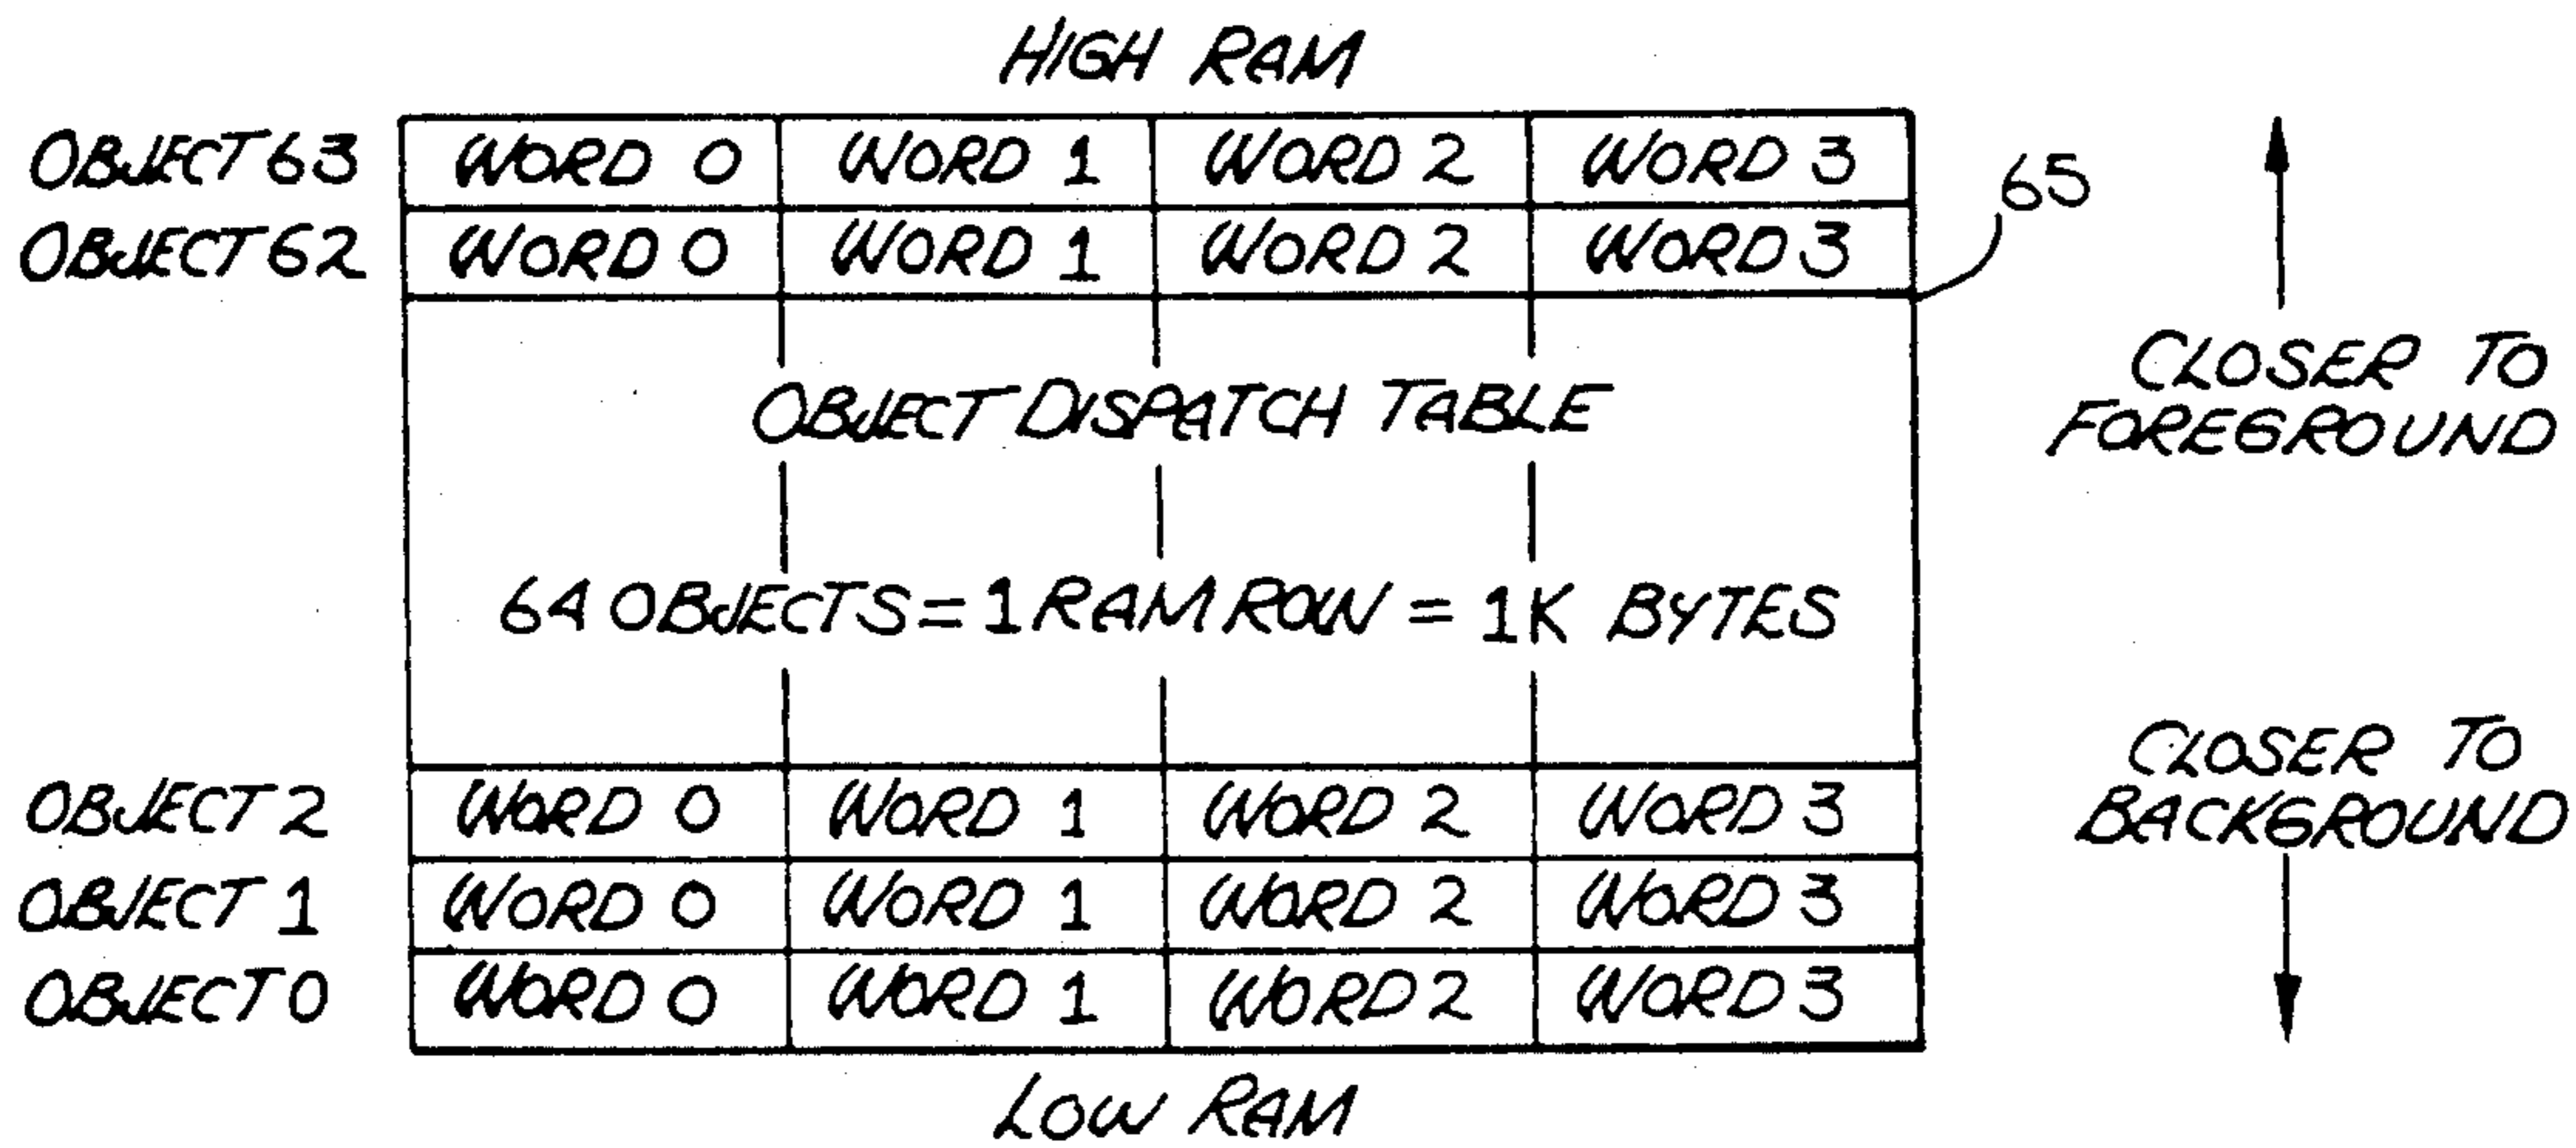 HIGH RAM
OBJECT 63 WORD 0 WORD 1 WORD 2 WORD 3
65
OBJECT 62 WORD 0 WORD 1 WORD 2 WORD 3
CLOSER TO
FOREGROUND
OBJECT DISPATCH TABLE
64 OBJECTS = 1 RAM ROW = 1K BYTES
CLOSER TO
BACKGROUND
OBJECT 2 WORD 0 WORD 1 WORD 2 WORD 3
OBJECT 1 WORD 0 WORD 1 WORD 2 WORD 3
OBJECT 0 WORD 0 WORD 1 WORD 2 WORD 3
LOW RAM